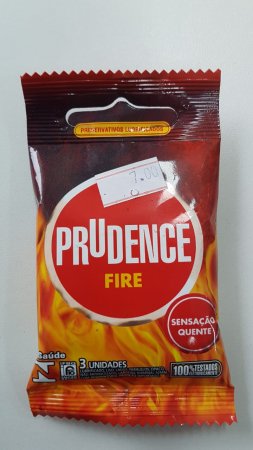 PRESERVATIVOS LUBRIFICADOS
7.00
PRUDENCE
FIRE
SENSAÇÃO
QUENTE
Saúde
3 UNIDADES
100% TESTADOS